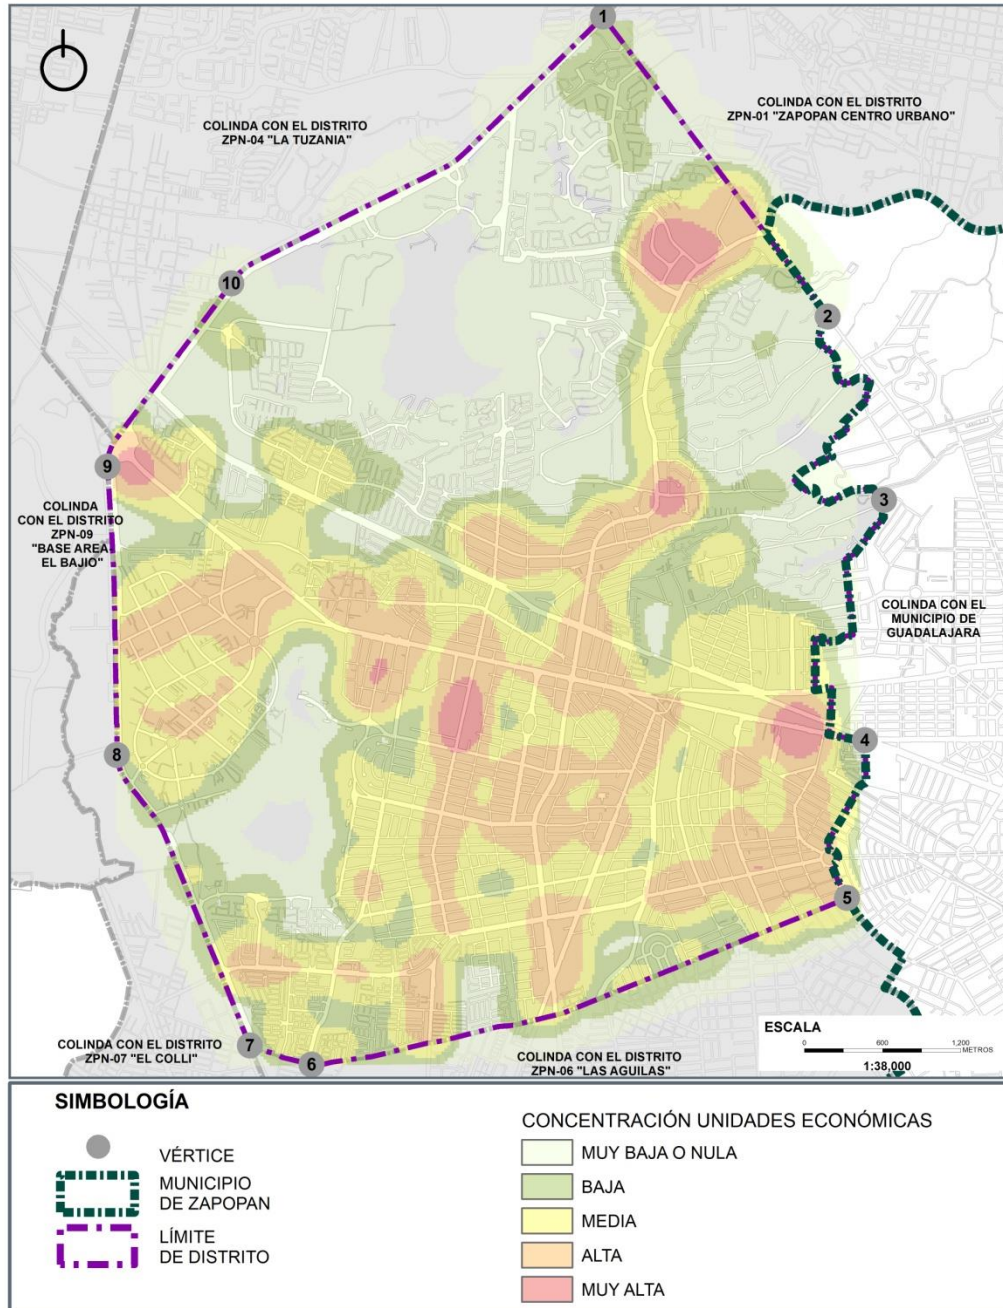 1
COLINDA CON EL DISTRITO
ZPN-04 "LA TUZANIA"
COLINDA CON EL DISTRITO
ZPN-01 "ZAPOPAN CENTRO URBANO"
10
2
9
COLINDA
CON EL DISTRITO
ZPN-09
"BASE AREA
EL BAJIO"
3
COLINDA CON EL
MUNICIPIO DE
GUADALAJARA
8
4
5
7
6
COLINDA CON EL DISTRITO
ZPN-07 "EL COLLI"
COLINDA CON EL DISTRITO
ZPN-06 "LAS AGUILAS"
ESCALA
0 600 1,200
METROS
1:38,000
SIMBOLOGÍA
VÉRTICE
MUNICIPIO
DE ZAPOPAN
LÍMITE
DE DISTRITO
CONCENTRACIÓN UNIDADES ECONÓMICAS
MUY BAJA O NULA
BAJA
MEDIA
ALTA
MUY ALTA